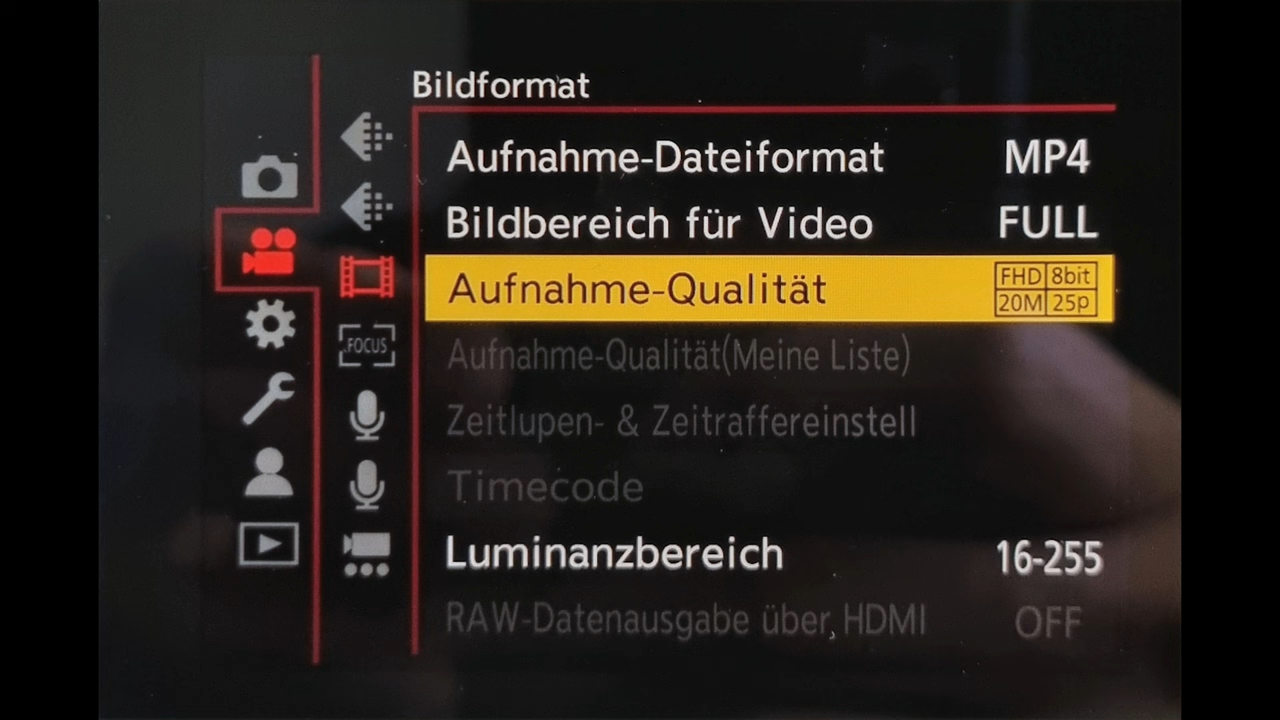 Bildformat
Aufnahme-Dateiformat MP4
Bildbereich für Video FULL
Aufnahme-Qualität FHD 8bit 20M 25p
FOCUS
Aufnahme-Qualität(Meine Liste)
Zeitlupen- & Zeitraffereinstell
Timecode
Luminanzbereich 16-255
RAW-Datenausgabe über HDMI OFF